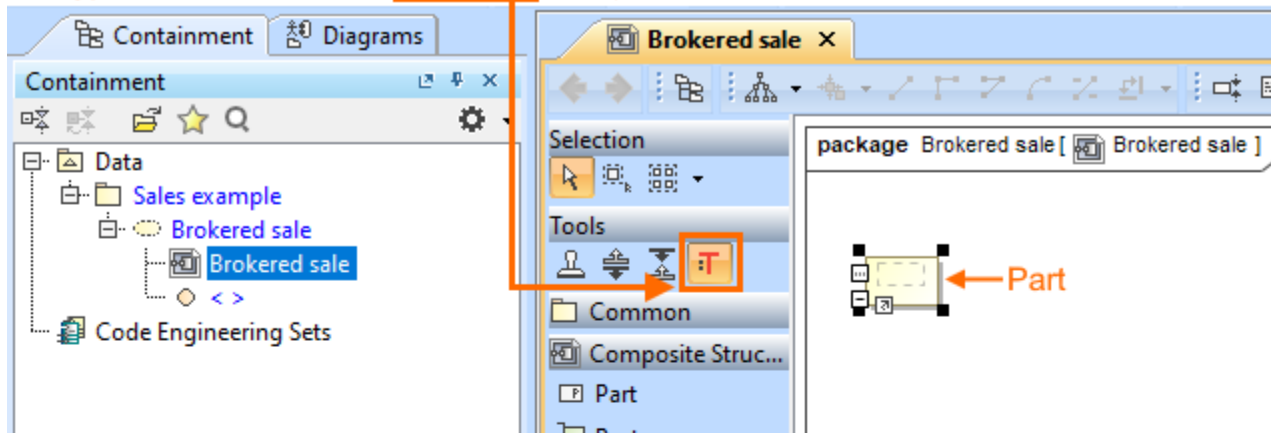 Containment
Diagrams
Containment
Data
Sales example
Brokered sale
Brokered sale
< >
Code Engineering Sets
Brokered sale
Selection
Tools
:T
Common
Composite Struc...
P Part
package Brokered sale [ Brokered sale ]
Part